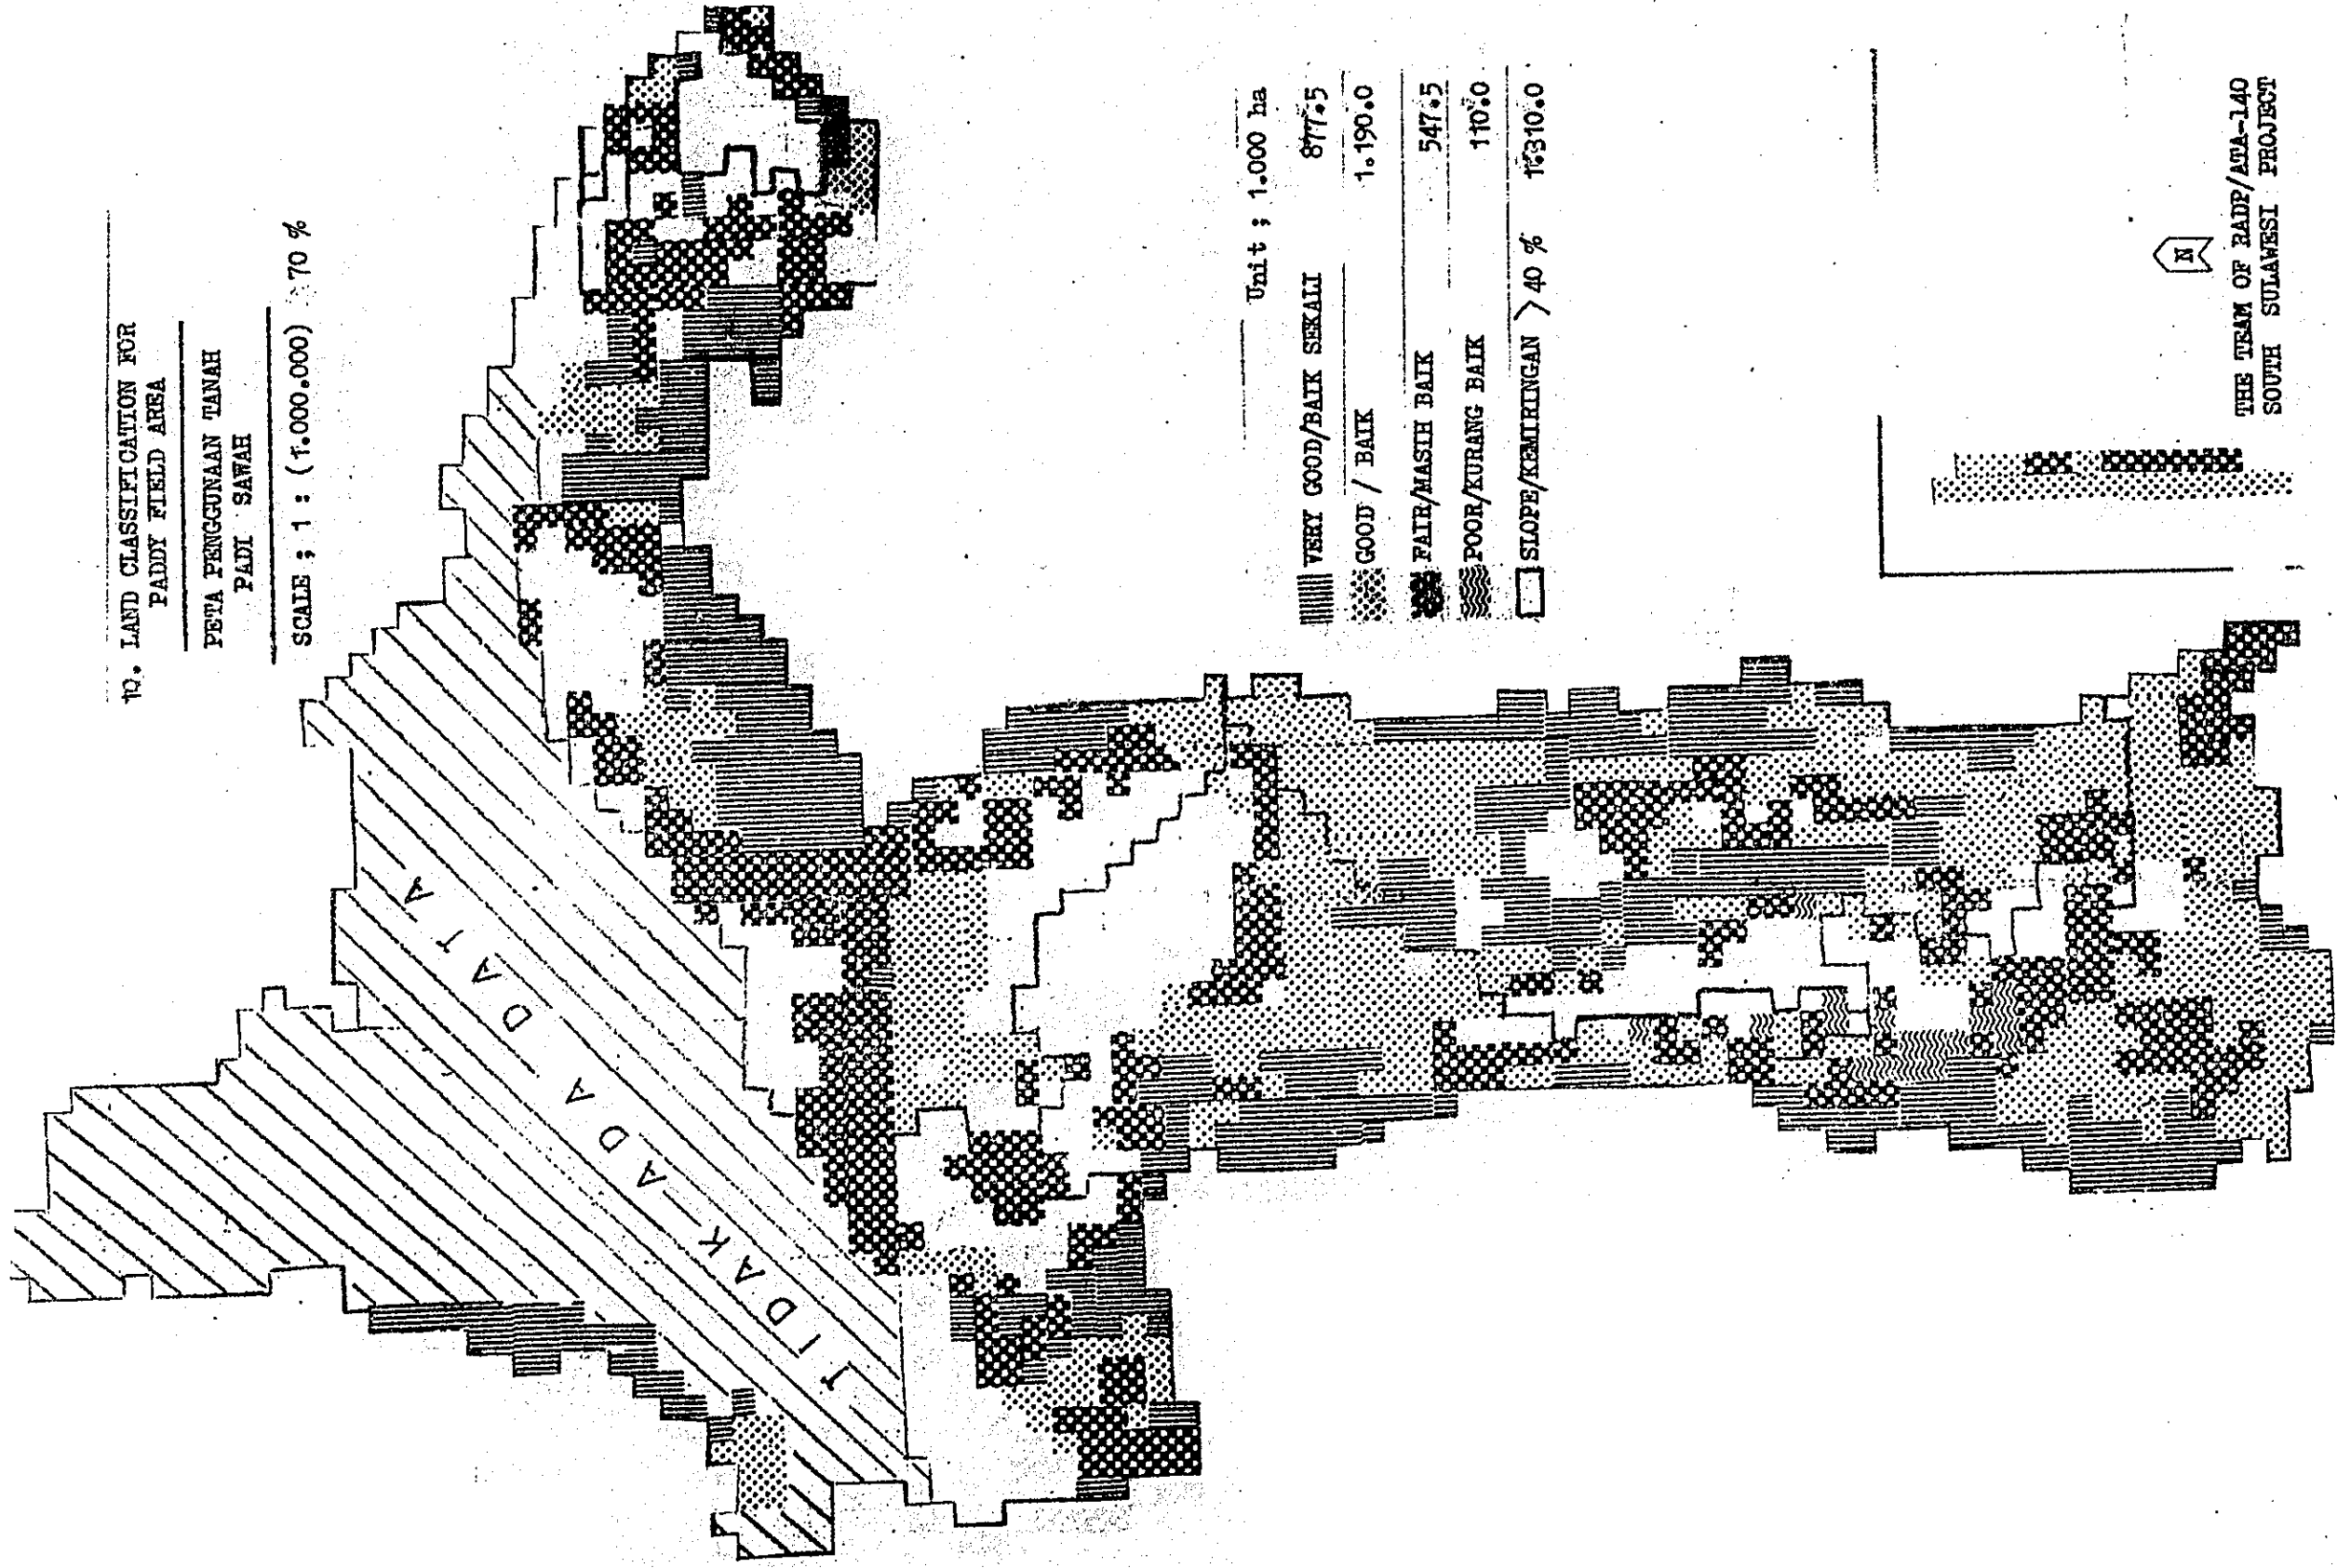 10. LAND CLASSIFICATION FOR
PADDY FIELD AREA
PETA PENGGUNAAN TANAH
PADI SAWAH
SCALE ; 1 : (1.000.000) 70 %
TIDAK ADA DATA
Unit ; 1.000 ha
VERY GOOD/BAIK SEKALI 877.5
GOOD / BAIK 1.190.0
FAIR/MASIH BAIK 547.5
POOR/KURANG BAIK 110.0
SLOPE/KEMIRINGAN > 40 % 1.310.0
N
THE TEAM OF RADP/ATA-140
SOUTH SULAWESI PROJECT